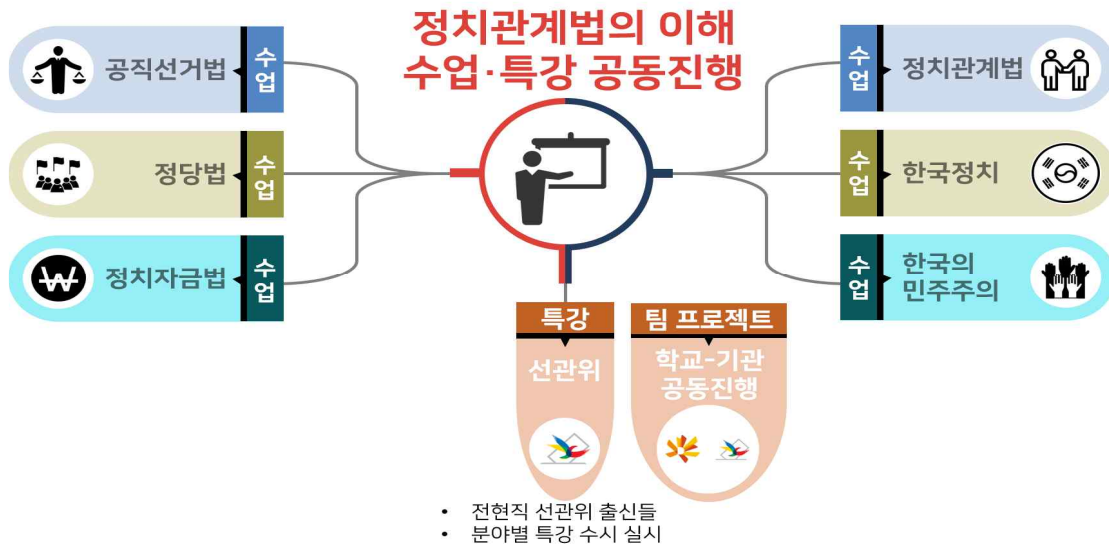 정치관계법의 이해
수업·특강 공동진행
공직선거법
수업
정당법
수업
정치자금법
수업
수업
정치관계법
수업
한국정치
수업
한국의
민주주의
특강
선관위
팀 프로젝트
학교-기관
공동진행
• 전현직 선관위 출신들
• 분야별 특강 수시 실시